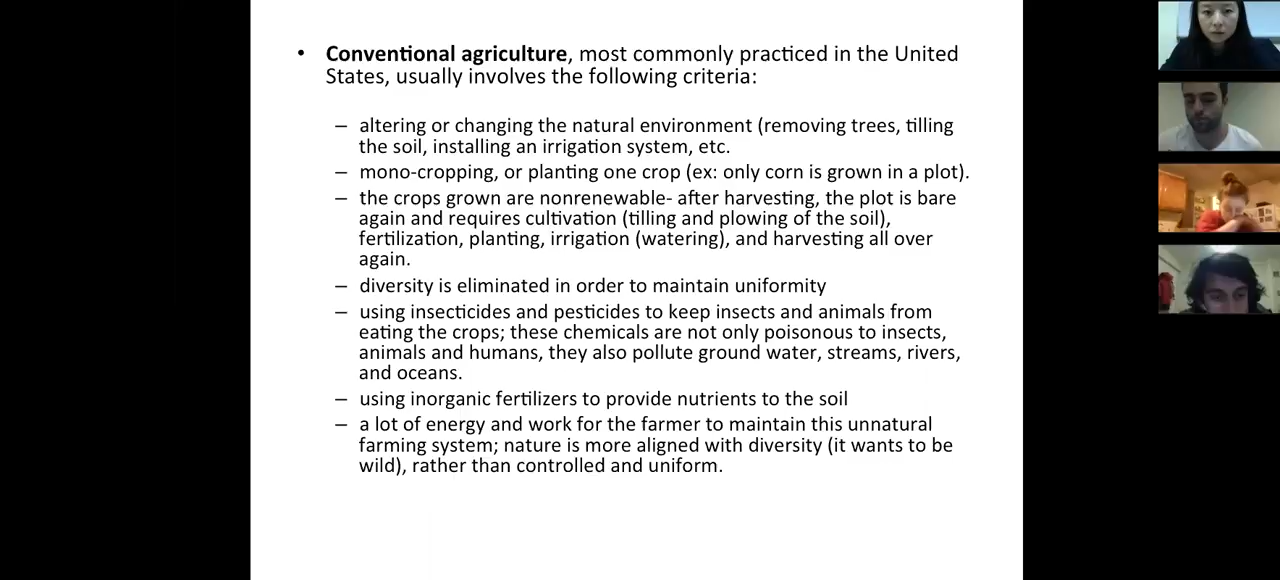 • Conventional agriculture, most commonly practiced in the United
States, usually involves the following criteria:
– altering or changing the natural environment (removing trees, tilling
the soil, installing an irrigation system, etc.
– mono-cropping, or planting one crop (ex: only corn is grown in a plot).
– the crops grown are nonrenewable- after harvesting, the plot is bare
again and requires cultivation (tilling and plowing of the soil),
fertilization, planting, irrigation (watering), and harvesting all over
again.
– diversity is eliminated in order to maintain uniformity
– using insecticides and pesticides to keep insects and animals from
eating the crops; these chemicals are not only poisonous to insects,
animals and humans, they also pollute ground water, streams, rivers,
and oceans.
– using inorganic fertilizers to provide nutrients to the soil
– a lot of energy and work for the farmer to maintain this unnatural
farming system; nature is more aligned with diversity (it wants to be
wild), rather than controlled and uniform.